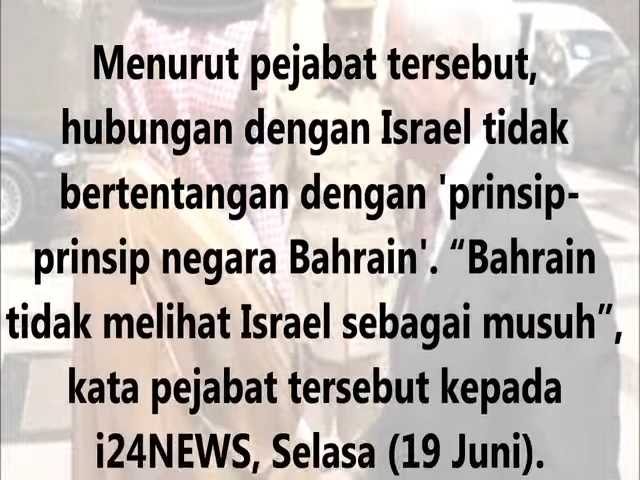 Menurut pejabat tersebut,
hubungan dengan Israel tidak
bertentangan dengan 'prinsip-
prinsip negara Bahrain'. “Bahrain
tidak melihat Israel sebagai musuh”,
kata pejabat tersebut kepada
i24NEWS, Selasa (19 Juni).